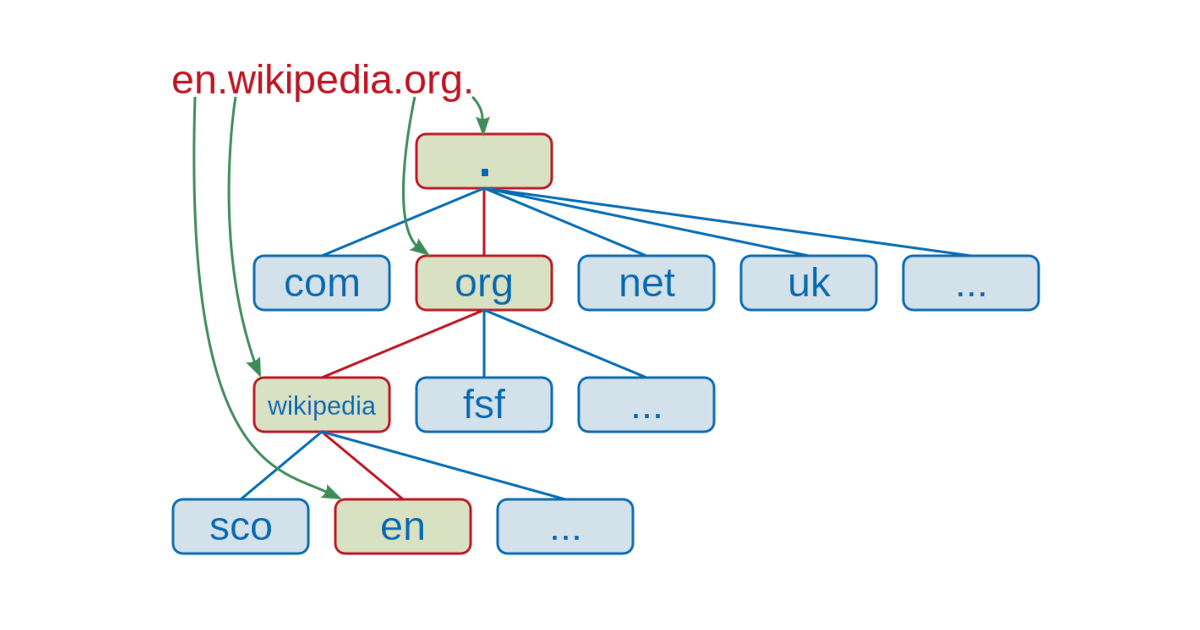 en.wikipedia.org.
.
com org net uk ...
wikipedia fsf ...
sco en ...